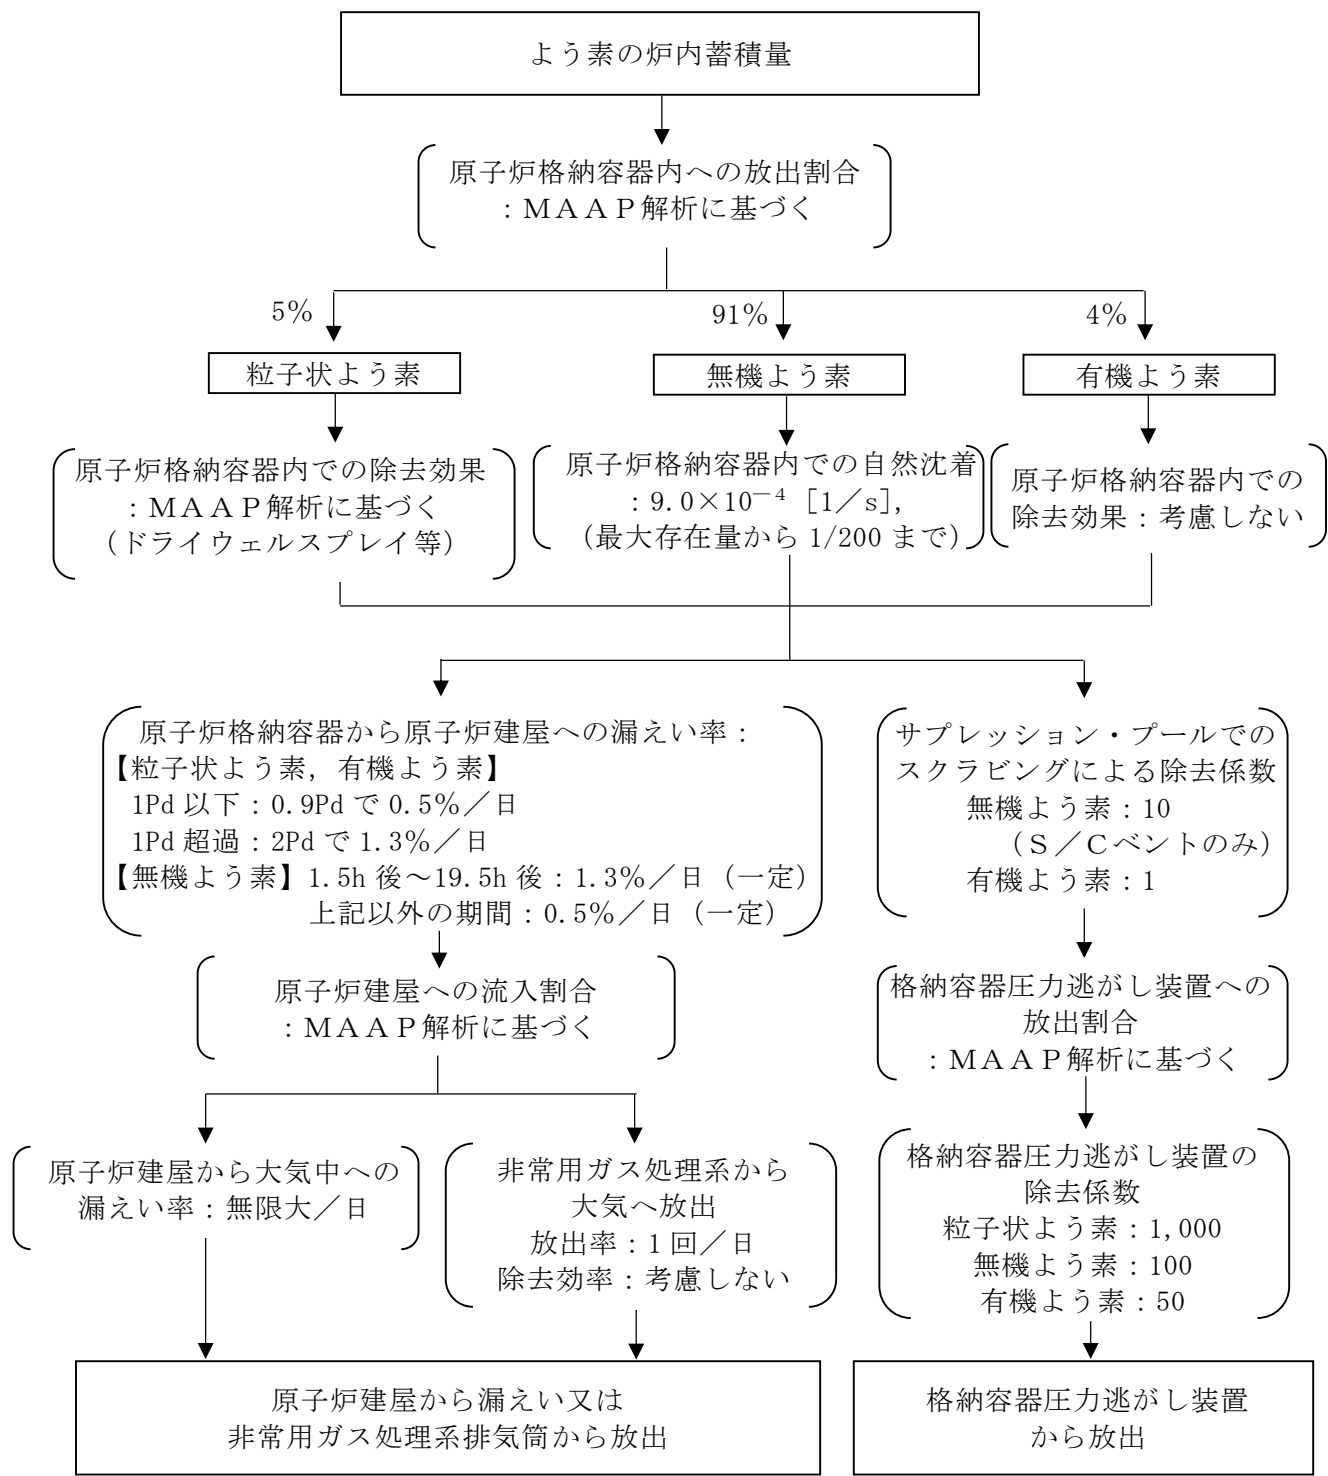 よう素の炉内蓄積量
原子炉格納容器内への放出割合
：ＭＡＡＰ解析に基づく
5％
91％
4％
粒子状よう素
無機よう素
有機よう素
原子炉格納容器内での除去効果
：ＭＡＡＰ解析に基づく
（ドライウェルスプレイ等）
原子炉格納容器内での自然沈着
：9.0×10⁻⁴［1／s］，
（最大存在量から 1/200 まで）
原子炉格納容器内での
除去効果：考慮しない
原子炉格納容器から原子炉建屋への漏えい率：
【粒子状よう素，有機よう素】
1Pd 以下：0.9Pd で 0.5％／日
1Pd 超過：2Pd で 1.3％／日
【無機よう素】1.5h 後～19.5h 後：1.3％／日（一定）
上記以外の期間：0.5％／日（一定）
サプレッション・プールでの
スクラビングによる除去係数
無機よう素：10
（Ｓ／Ｃベントのみ）
有機よう素：1
原子炉建屋への流入割合
：ＭＡＡＰ解析に基づく
格納容器圧力逃がし装置への
放出割合
：ＭＡＡＰ解析に基づく
原子炉建屋から大気中への
漏えい率：無限大／日
非常用ガス処理系から
大気へ放出
放出率：1 回／日
除去効率：考慮しない
格納容器圧力逃がし装置の
除去係数
粒子状よう素：1,000
無機よう素：100
有機よう素：50
原子炉建屋から漏えい又は
非常用ガス処理系排気筒から放出
格納容器圧力逃がし装置
から放出